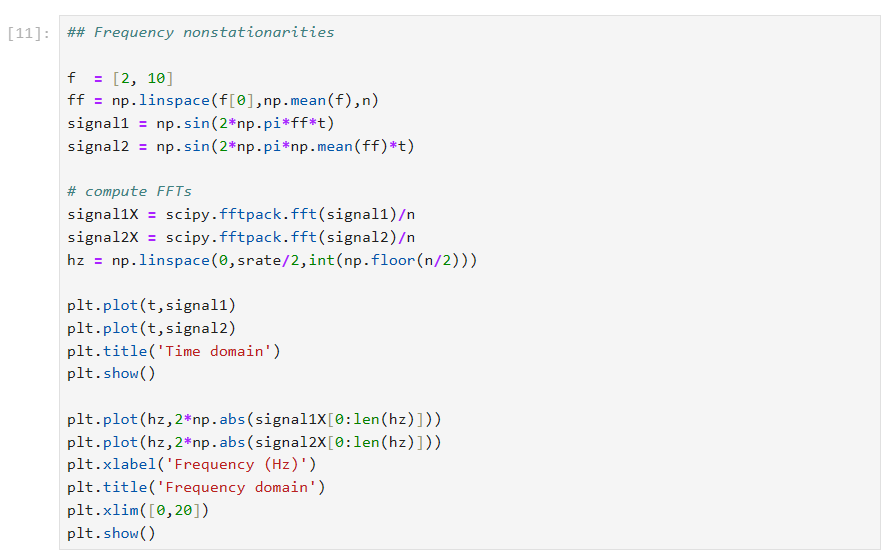 [11]: ## Frequency nonstationarities
f  = [2, 10]
ff = np.linspace(f[0],np.mean(f),n)
signal1 = np.sin(2*np.pi*ff*t)
signal2 = np.sin(2*np.pi*np.mean(ff)*t)
# compute FFTs
signal1X = scipy.fftpack.fft(signal1)/n
signal2X = scipy.fftpack.fft(signal2)/n
hz = np.linspace(0,srate/2,int(np.floor(n/2)))
plt.plot(t,signal1)
plt.plot(t,signal2)
plt.title('Time domain')
plt.show()
plt.plot(hz,2*np.abs(signal1X[0:len(hz)]))
plt.plot(hz,2*np.abs(signal2X[0:len(hz)]))
plt.xlabel('Frequency (Hz)')
plt.title('Frequency domain')
plt.xlim([0,20])
plt.show()